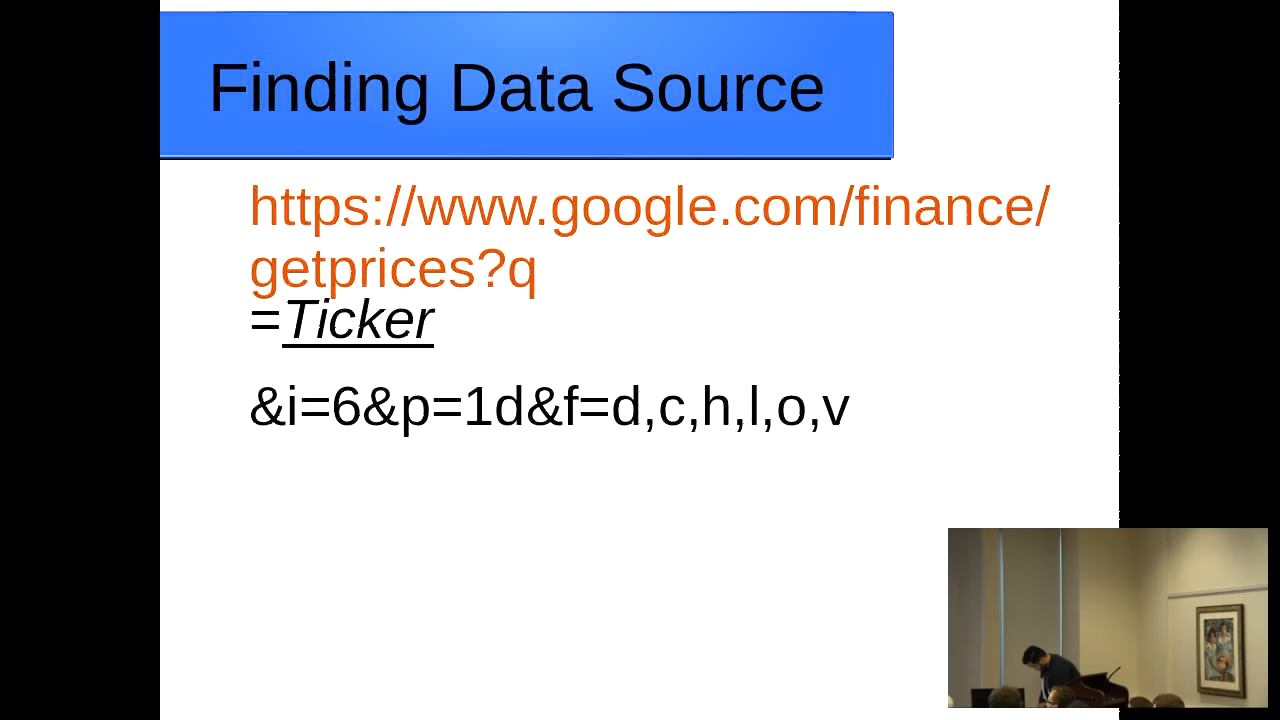 Finding Data Source
https://www.google.com/finance/
getprices?q
=Ticker
&i=6&p=1d&f=d,c,h,l,o,v